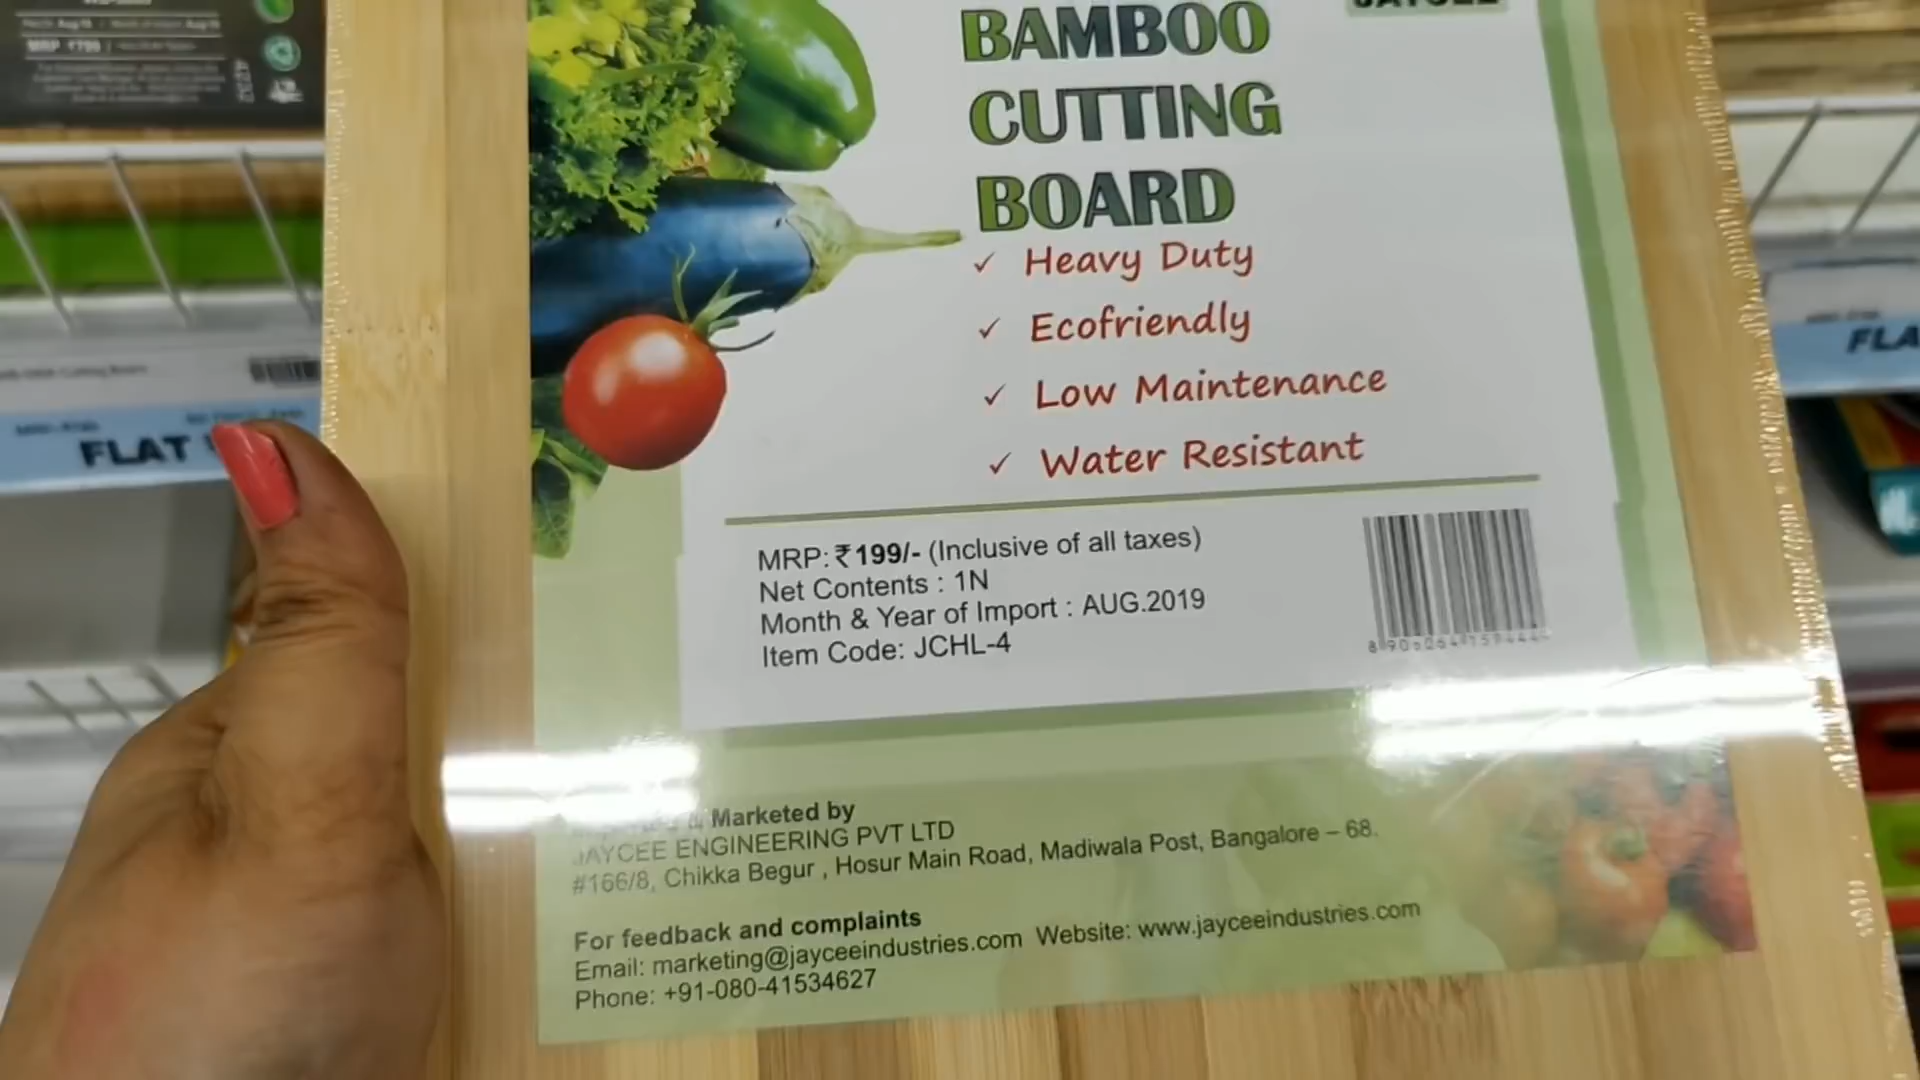 MRP ₹799/
JAYCEE
BAMBOO
CUTTING
BOARD
✓ Heavy Duty
✓ Ecofriendly
✓ Low Maintenance
✓ Water Resistant
FLAT
FLA
MRP:₹199/- (Inclusive of all taxes)
Net Contents : 1N
Month & Year of Import : AUG.2019
Item Code: JCHL-4
Marketed by
JAYCEE ENGINEERING PVT LTD
#166/8, Chikka Begur , Hosur Main Road, Madiwala Post, Bangalore – 68.
For feedback and complaints
Email: marketing@jayceeindustries.com Website: www.jayceeindustries.com
Phone: +91-080-41534627